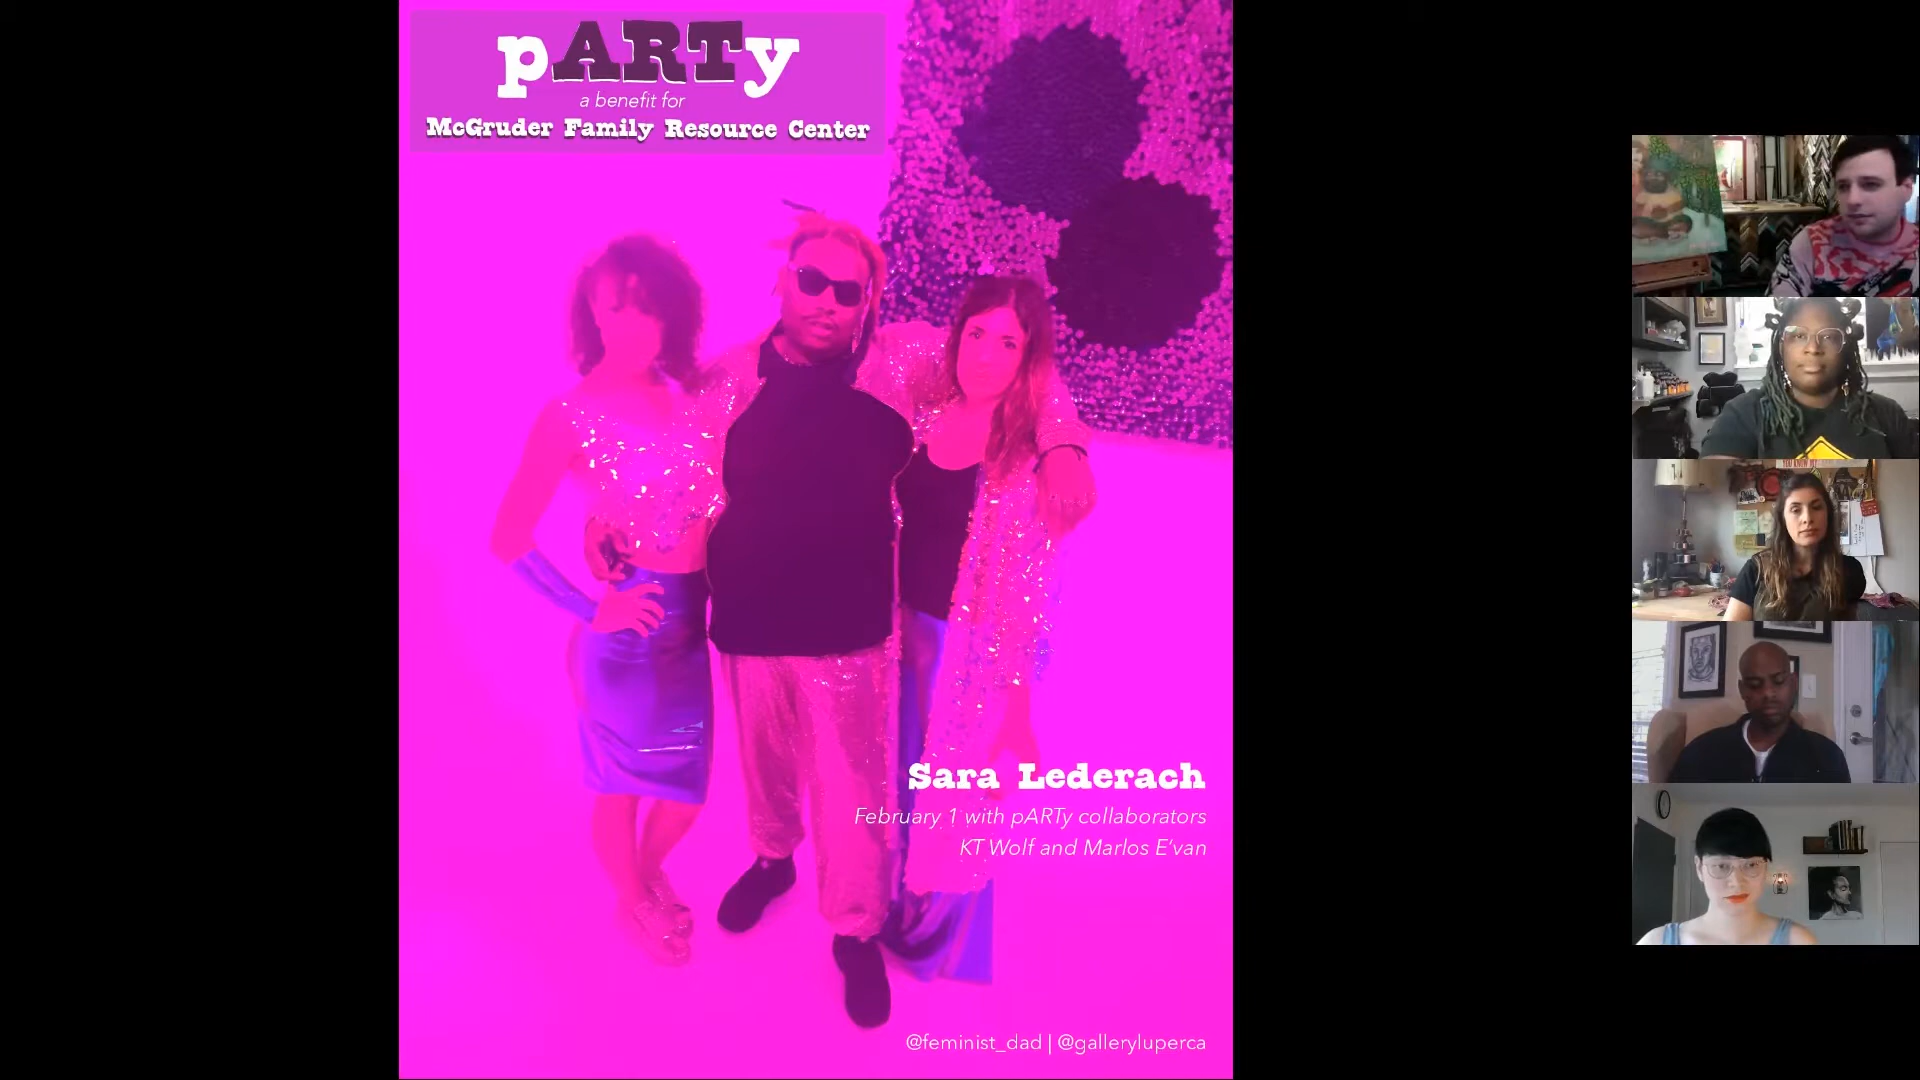 pARTy
a benefit for
McGruder Family Resource Center
Sara Lederach
February 1 with pARTy collaborators
KT Wolf and Marlos E'van
@feminist_dad | @galleryluperca